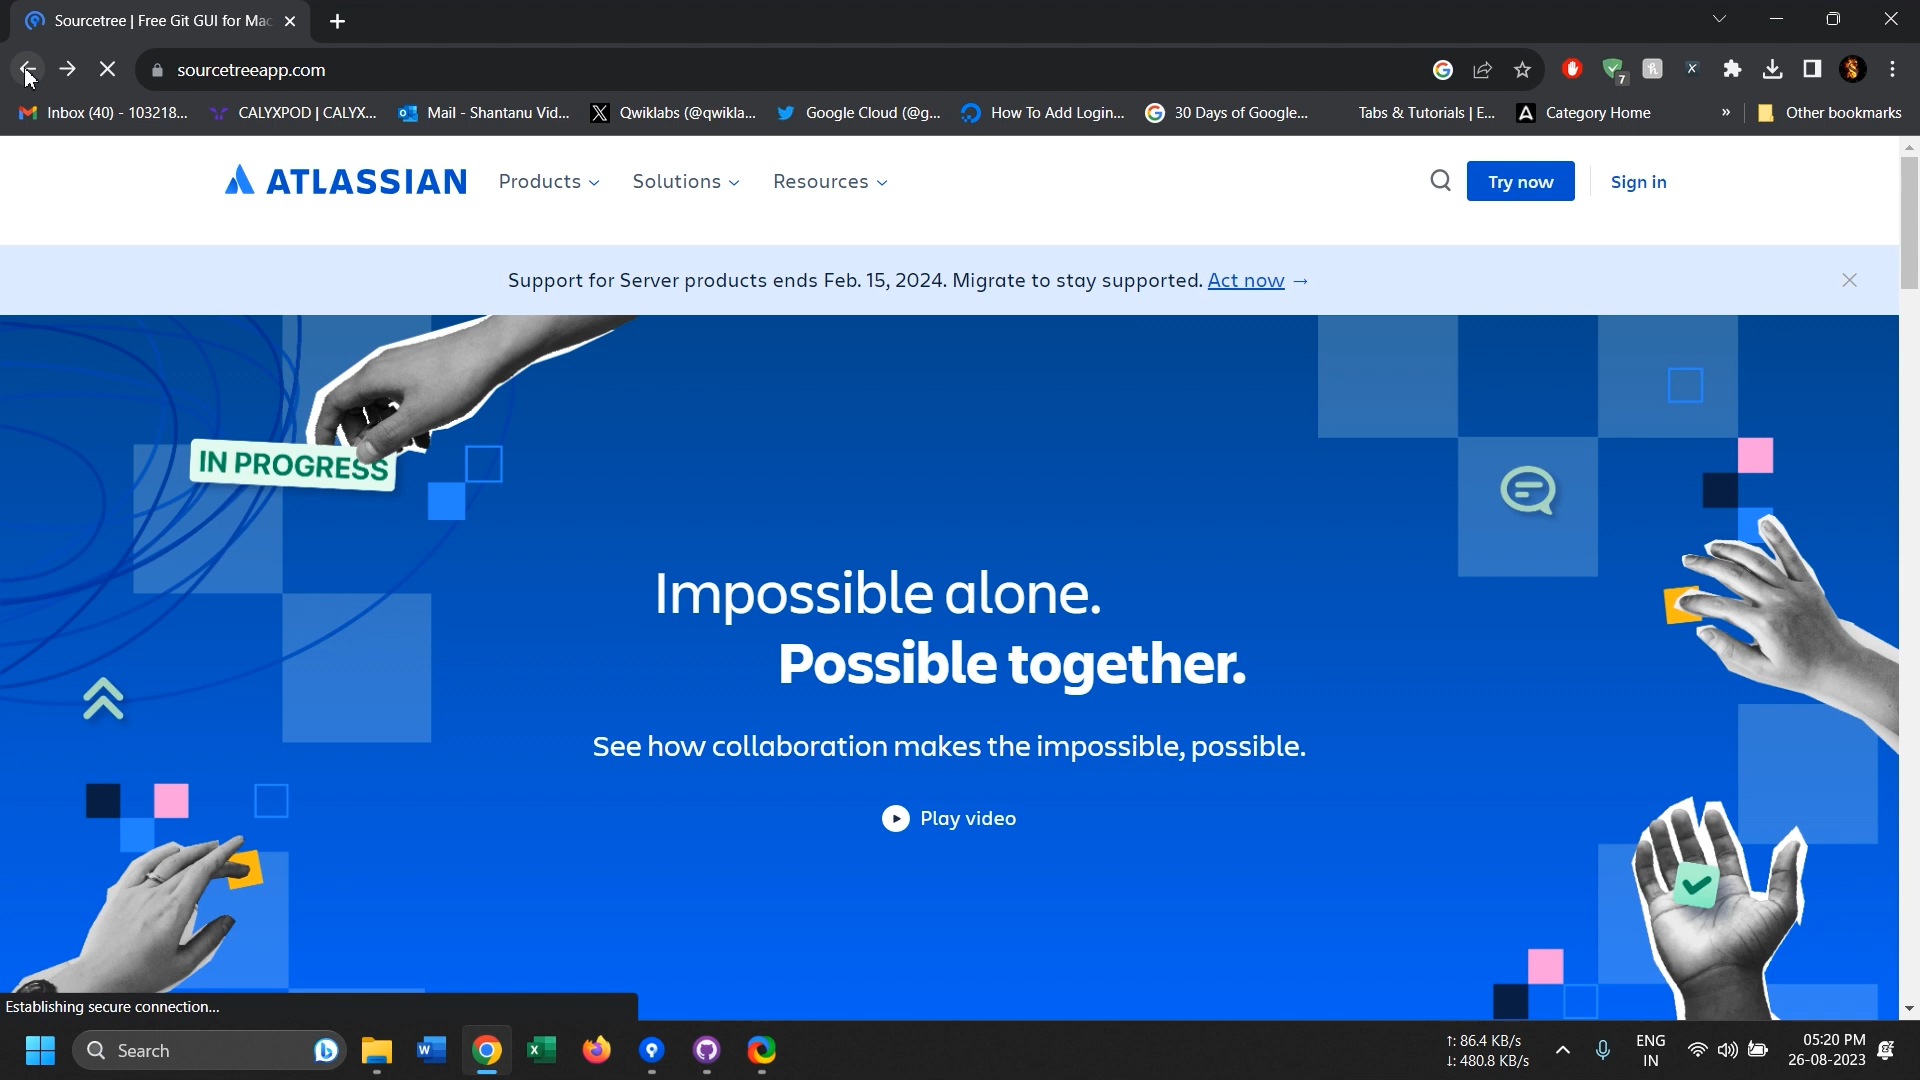 Sourcetree | Free Git GUI for Mac
sourcetreeapp.com
7
Inbox (40) - 103218...
CALYXPOD | CALYX...
Mail - Shantanu Vid...
Qwiklabs (@qwikla...
Google Cloud (@g...
How To Add Login...
30 Days of Google...
Tabs & Tutorials | E...
Category Home
»
Other bookmarks
ATLASSIAN
Products
Solutions
Resources
Try now
Sign in
Support for Server products ends Feb. 15, 2024. Migrate to stay supported. Act now →
IN PROGRESS
Impossible alone.
Possible together.
See how collaboration makes the impossible, possible.
Play video
Establishing secure connection...
Search
↑: 86.4 KB/s
↓: 480.8 KB/s
ENG
IN
05:20 PM
26-08-2023